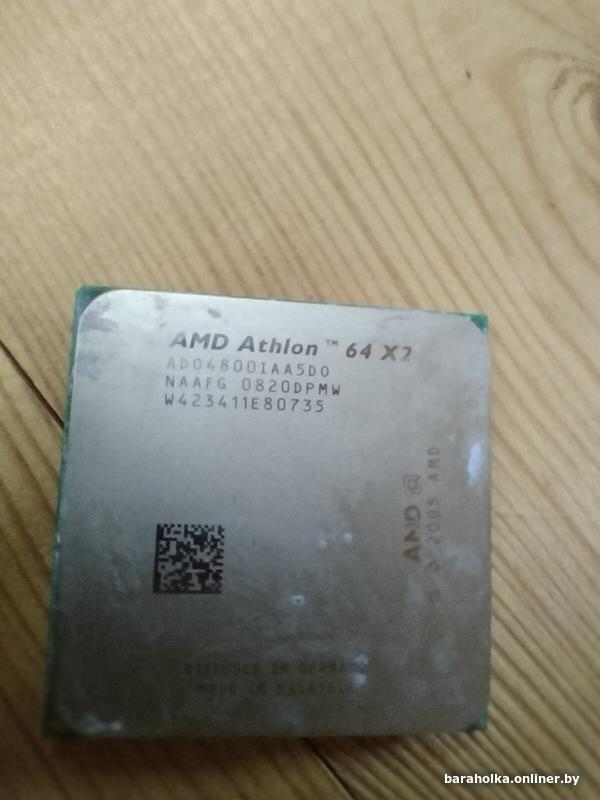 AMD Athlon ™ 64 X2
ADO4800IAA5DO
NAAFG 0820DPMW
W423411E80735
AMD
© 2005 AMD
DIFFUSED IN GERMANY
MADE IN MALAYSIA
baraholka.onliner.by